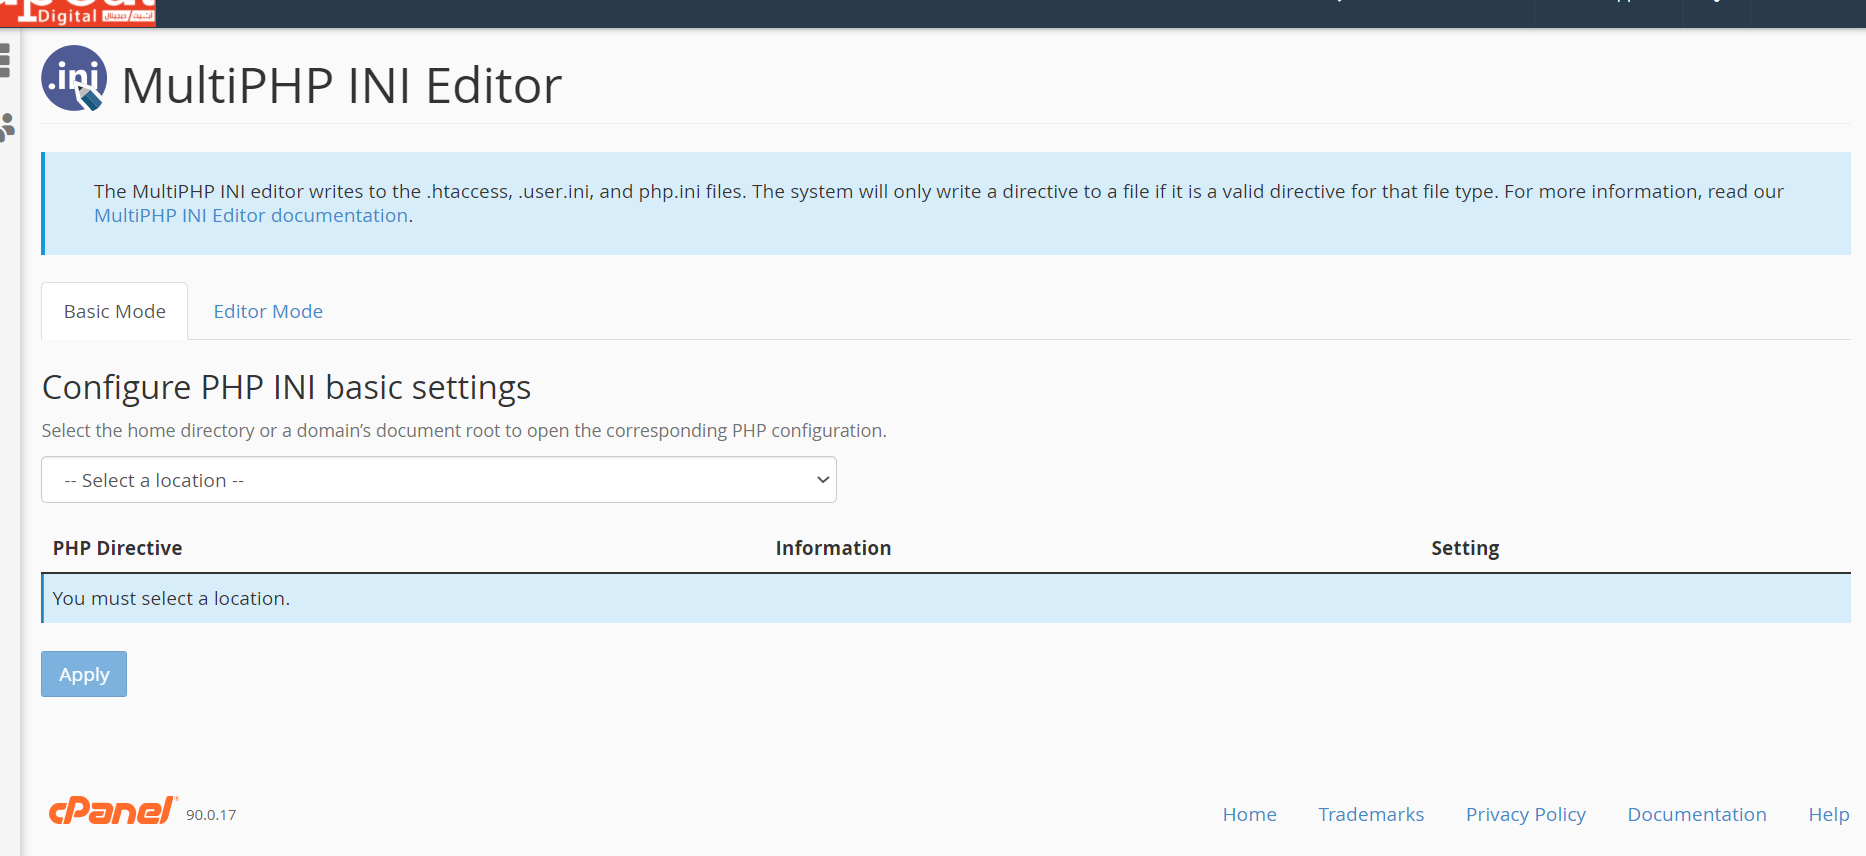 Digital
.ini
MultiPHP INI Editor
The MultiPHP INI editor writes to the .htaccess, .user.ini, and php.ini files. The system will only write a directive to a file if it is a valid directive for that file type. For more information, read our
MultiPHP INI Editor documentation.
Basic Mode
Editor Mode
Configure PHP INI basic settings
Select the home directory or a domain’s document root to open the corresponding PHP configuration.
-- Select a location --
PHP Directive Information Setting
You must select a location.
Apply
cPanel® 90.0.17
Home Trademarks Privacy Policy Documentation Help